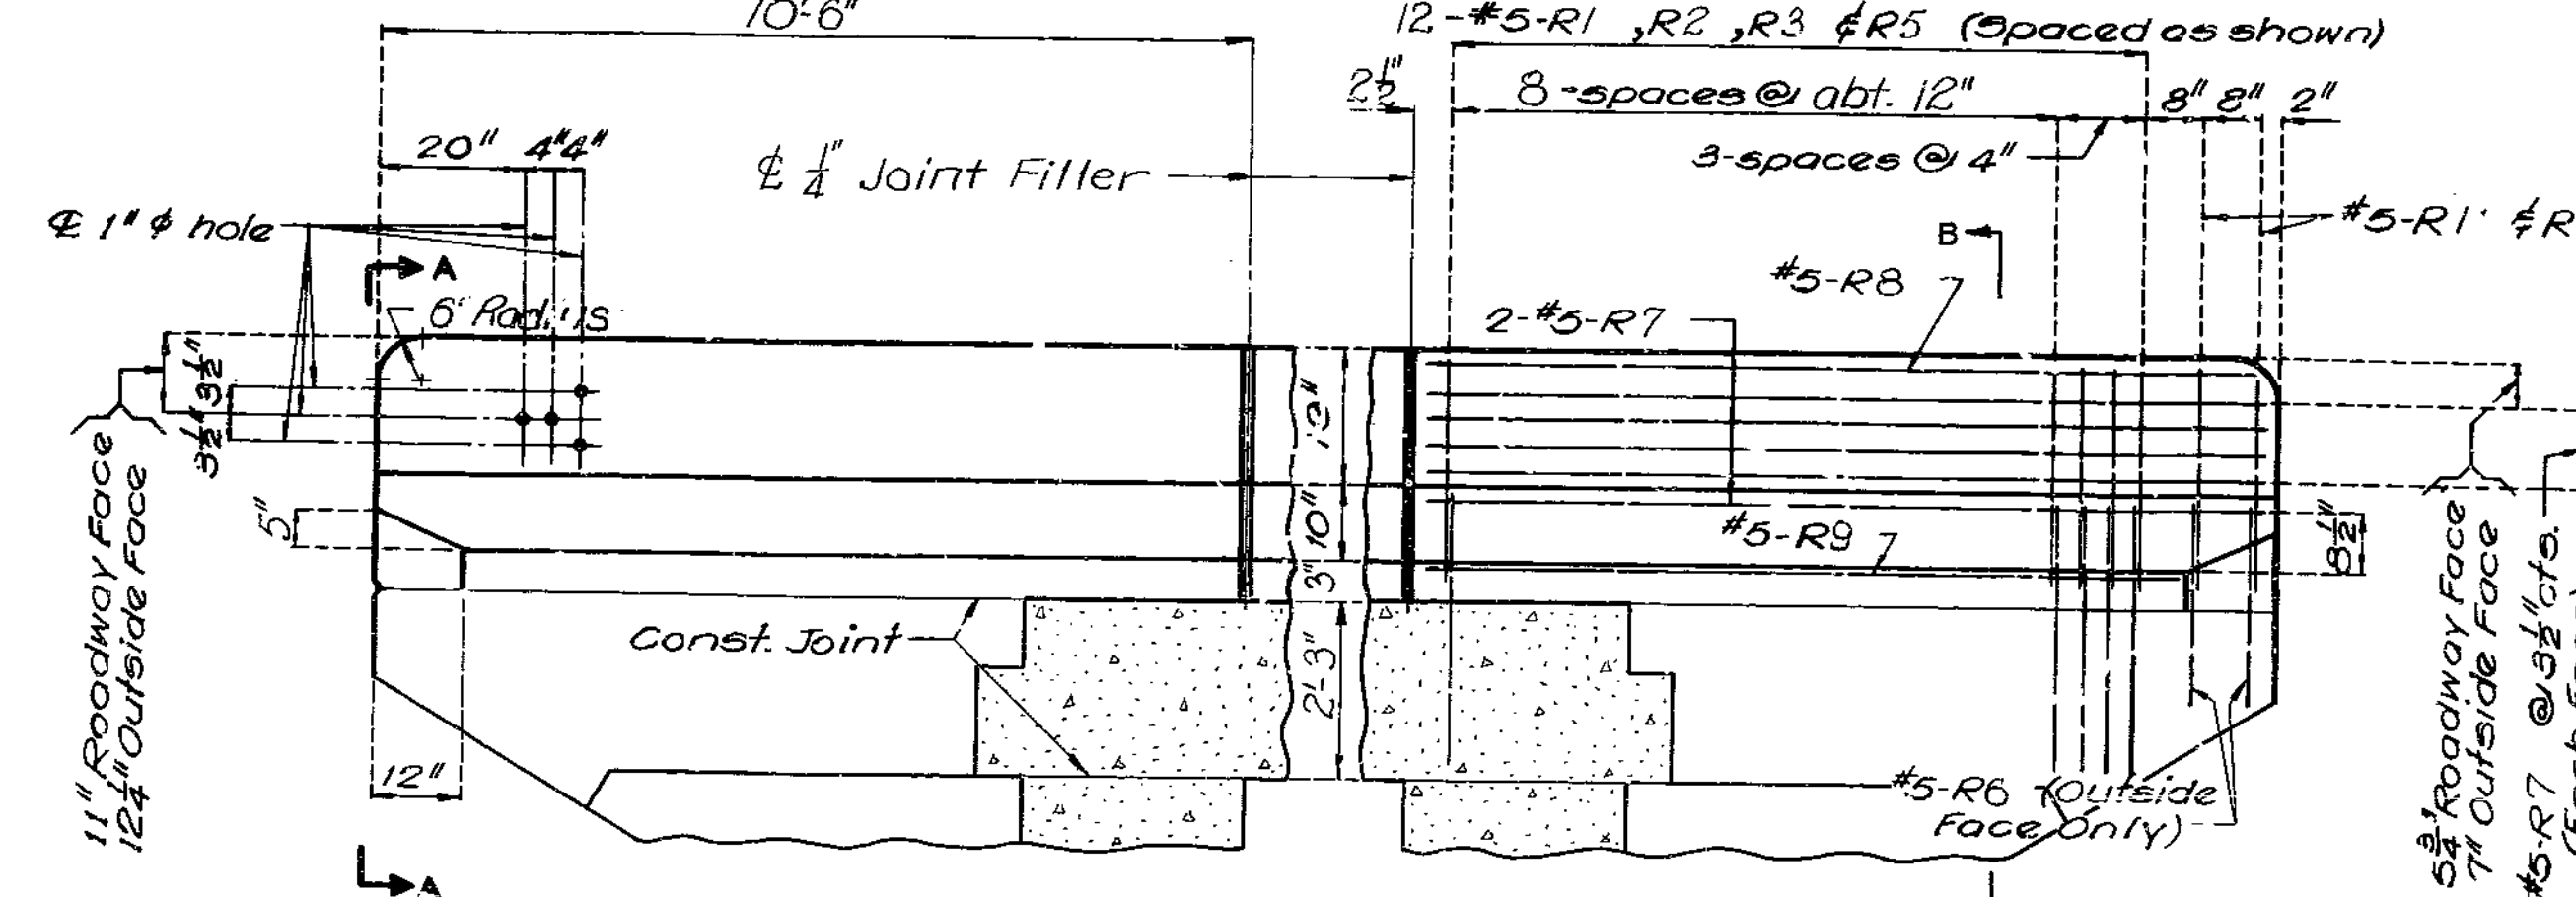 10'-6"
12-#5-R1 ,R2 ,R3 & R5 (Spaced as shown)
2½"
8-spaces @ abt. 12"
8" 8" 2"
20" 4" 4"
℄ ¼" Joint Filler
3-spaces @ 4"
℄ 1" φ hole
#5-R1 & R
A
B
6" Radius
#5-R8
2-#5-R7
3½"
3½"
11" Roadway Face
12¼" Outside Face
5"
10"
3"
2'-3"
#5-R9
8½"
Const. Joint
12"
#5-R6 (Outside
Face Only)
5¾" Roadway Face
7" Outside Face
#5-R7 @ 3½" cts.
A